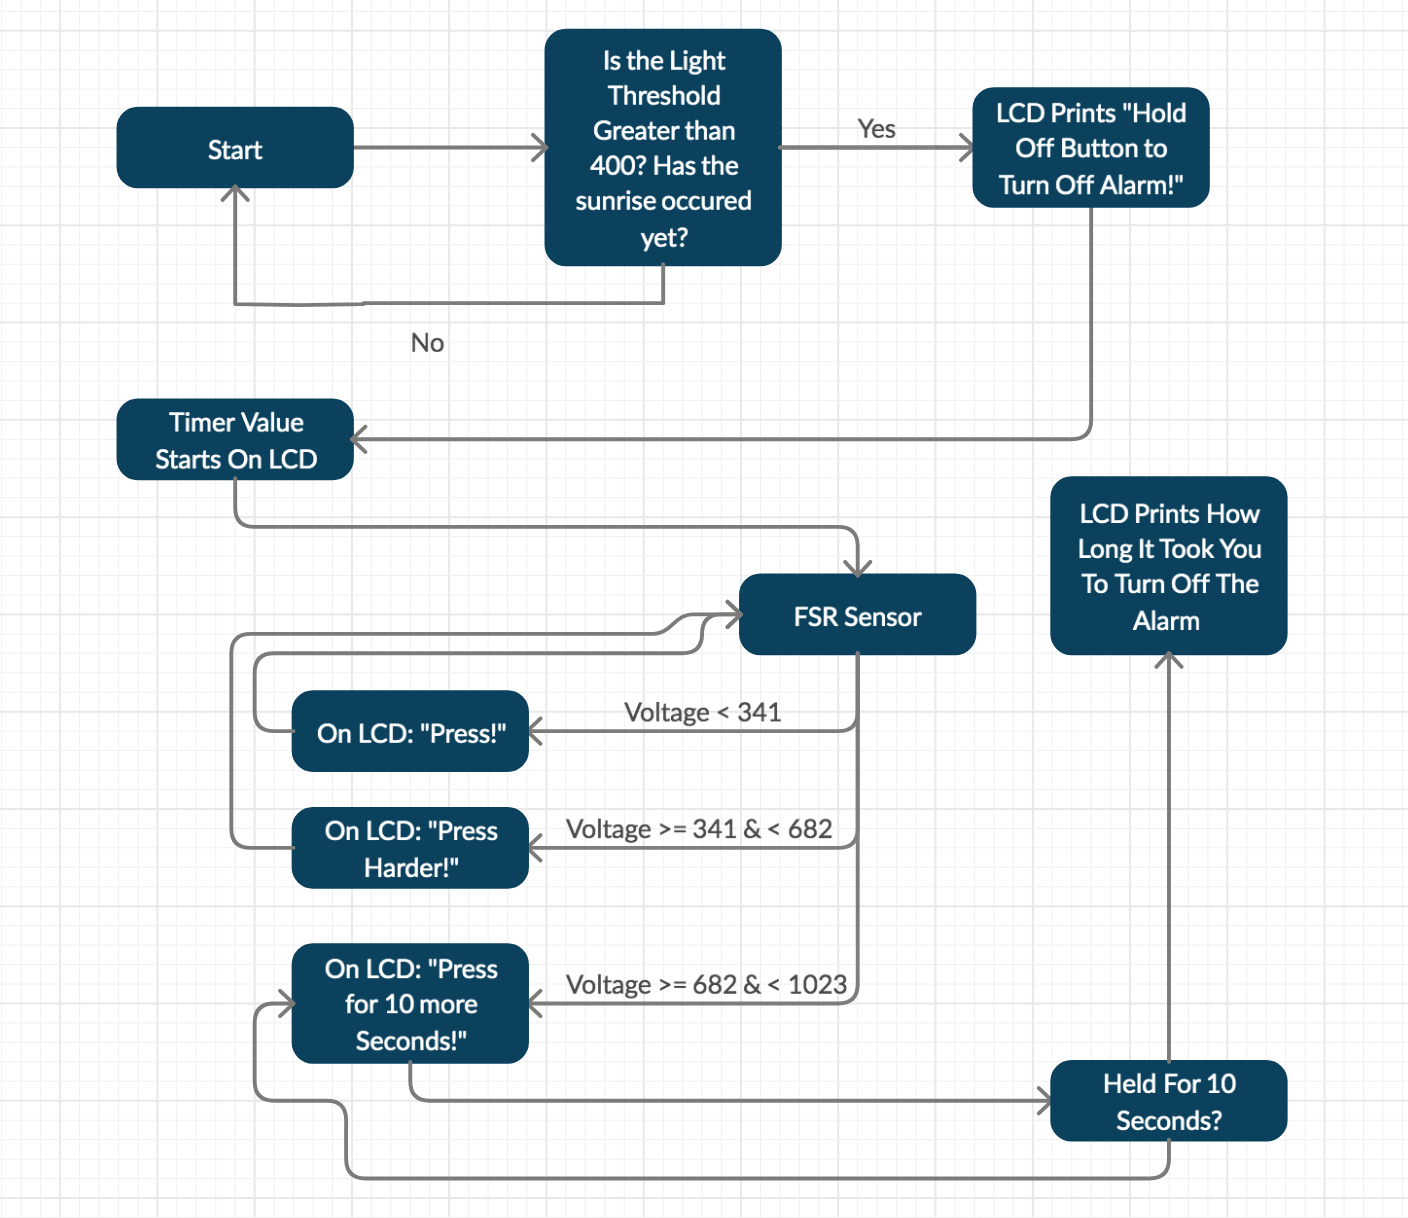 Start
Is the Light
Threshold
Greater than
400? Has the
sunrise occured
yet?
Yes
LCD Prints "Hold
Off Button to
Turn Off Alarm!"
No
Timer Value
Starts On LCD
LCD Prints How
Long It Took You
To Turn Off The
Alarm
FSR Sensor
Voltage < 341
On LCD: "Press!"
Voltage >= 341 & < 682
On LCD: "Press
Harder!"
Voltage >= 682 & < 1023
On LCD: "Press
for 10 more
Seconds!"
Held For 10
Seconds?